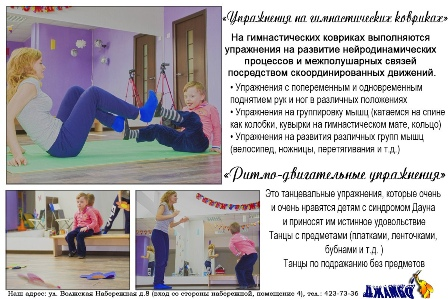 «Упражнения на гимнастических ковриках»
На гимнастических ковриках выполняются
упражнения на развитие нейродинамических
процессов и межполушарных связей
посредством скоординированных движений.
• Упражнения с попеременным и одновременным
поднятием рук и ног в различных положениях
• Упражнения на группировку мышц (катаемся на спине
как колобки, кувырки на гимнастическом мате, кольцо)
• Упражнения на развития различных групп мышц
(велосипед, ножницы, перетягивания и т.д.)
«Ритмо-двигательные упражнения»
Это танцевальные упражнения, которые очень
и очень нравятся детям с синдромом Дауна
и приносят им истинное удовольствие
Танцы с предметами (платками, ленточками,
бубнами и т.д. )
Танцы по подражанию без предметов
ДЖАМБО
Наш адрес: ул. Волжская Набережная д.8 (вход со стороны набережной, помещение 4), тел.: 423-73-36